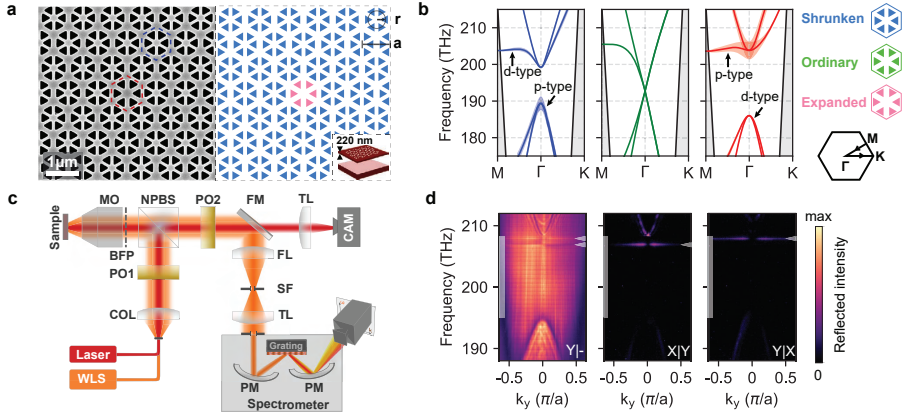 a
r
a
1μm
220 nm
b
Frequency (THz)
210
200
190
180
d-type
p-type
p-type
d-type
M Γ K
M Γ K
M Γ K
Shrunken
Ordinary
Expanded
M
K
Γ
c
MO NPBS PO2 FM TL
Sample
CAM
BFP
FL
PO1
SF
COL
TL
Laser
WLS
Grating
PM
PM
Spectrometer
d
Frequency (THz)
210
200
190
Y|-
X|Y
Y|X
-0.5 0 0.5
-0.5 0 0.5
-0.5 0 0.5
k_y (π/a)
k_y (π/a)
k_y (π/a)
max
Reflected intensity
0